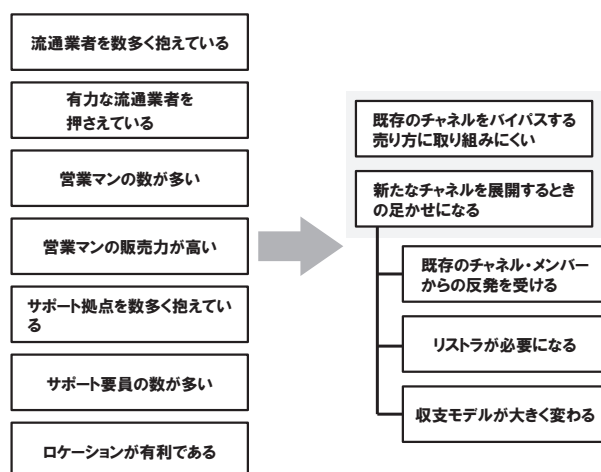 流通業者を数多く抱えている
有力な流通業者を
押さえている
営業マンの数が多い
営業マンの販売力が高い
サポート拠点を数多く抱えてい
る
サポート要員の数が多い
ロケーションが有利である
既存のチャネルをバイパスする
売り方に取り組みにくい
新たなチャネルを展開するとき
の足かせになる
既存のチャネル・メンバー
からの反発を受ける
リストラが必要になる
収支モデルが大きく変わる